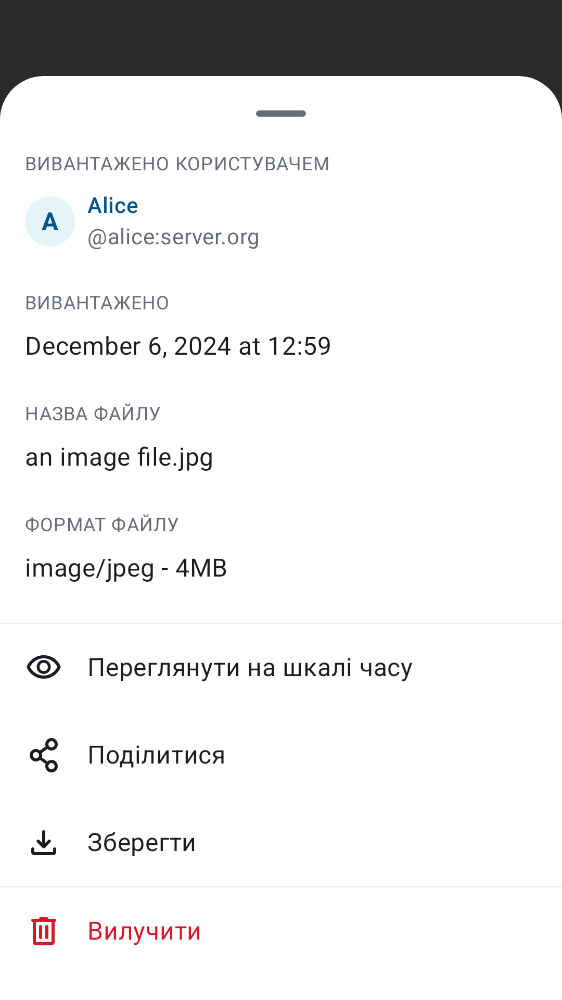 ВИВАНТАЖЕНО КОРИСТУВАЧЕМ
A
Alice
@alice:server.org
ВИВАНТАЖЕНО
December 6, 2024 at 12:59
НАЗВА ФАЙЛУ
an image file.jpg
ФОРМАТ ФАЙЛУ
image/jpeg - 4MB
Переглянути на шкалі часу
Поділитися
Зберегти
Вилучити